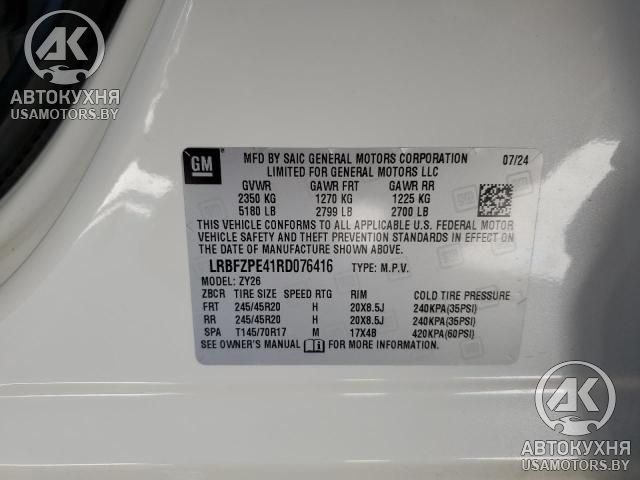 AK
АВТОКУХНЯ
USAMOTORS.BY
GM
MFD BY SAIC GENERAL MOTORS CORPORATION 07/24
LIMITED FOR GENERAL MOTORS LLC
GVWR GAWR FRT GAWR RR
2350 KG 1270 KG 1225 KG
5180 LB 2799 LB 2700 LB
THIS VEHICLE CONFORMS TO ALL APPLICABLE U.S. FEDERAL MOTOR
VEHICLE SAFETY AND THEFT PREVENTION STANDARDS IN EFFECT ON
THE DATE OF MANUFACTURE SHOWN ABOVE.
LRBFZPE41RD076416 TYPE: M.P.V.
MODEL: ZY26
ZBCR TIRE SIZE SPEED RTG RIM COLD TIRE PRESSURE
FRT 245/45R20 H 20X8.5J 240KPA(35PSI)
RR 245/45R20 H 20X8.5J 240KPA(35PSI)
SPA T145/70R17 M 17X4B 420KPA(60PSI)
SEE OWNER'S MANUAL FOR MORE INFORMATION.
AK
АВТОКУХНЯ
USAMOTORS.BY